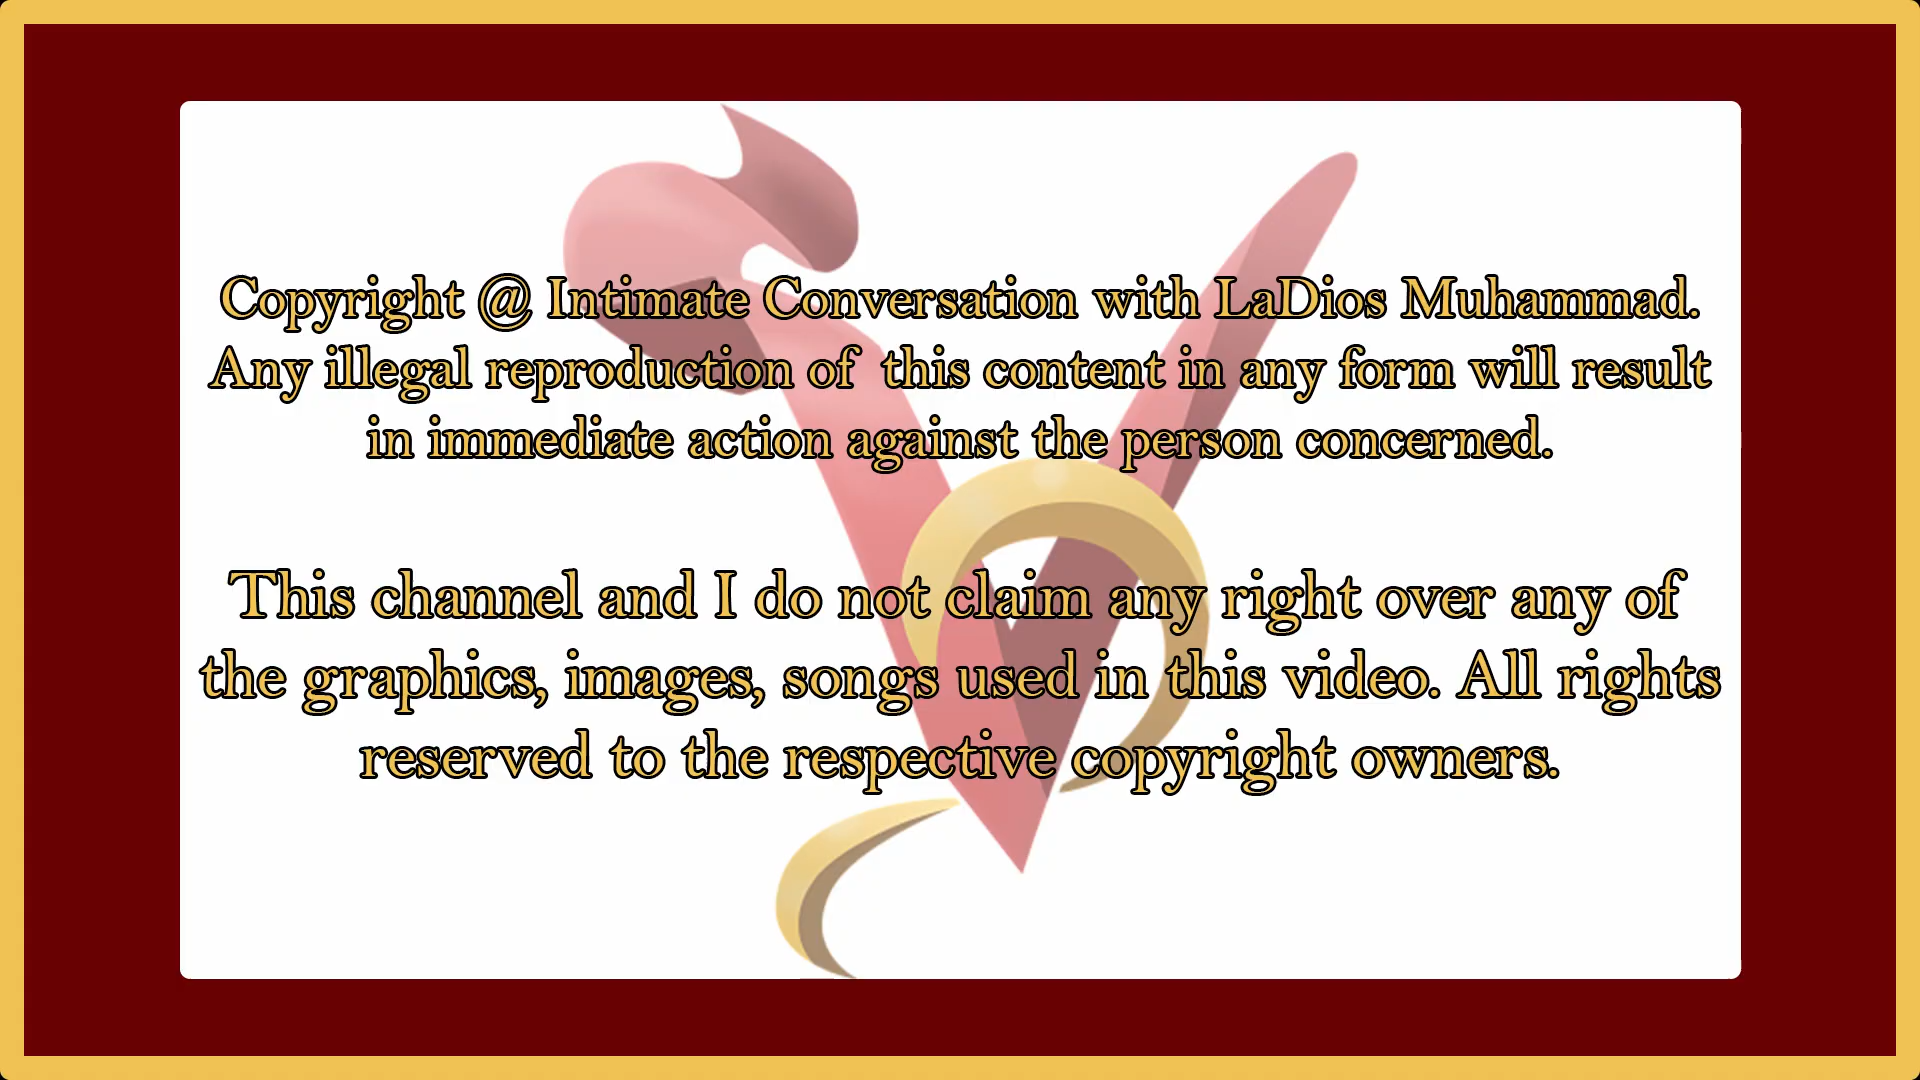 Copyright @ Intimate Conversation with LaDios Muhammad.
Any illegal reproduction of this content in any form will result
in immediate action against the person concerned.
This channel and I do not claim any right over any of
the graphics, images, songs used in this video. All rights
reserved to the respective copyright owners.